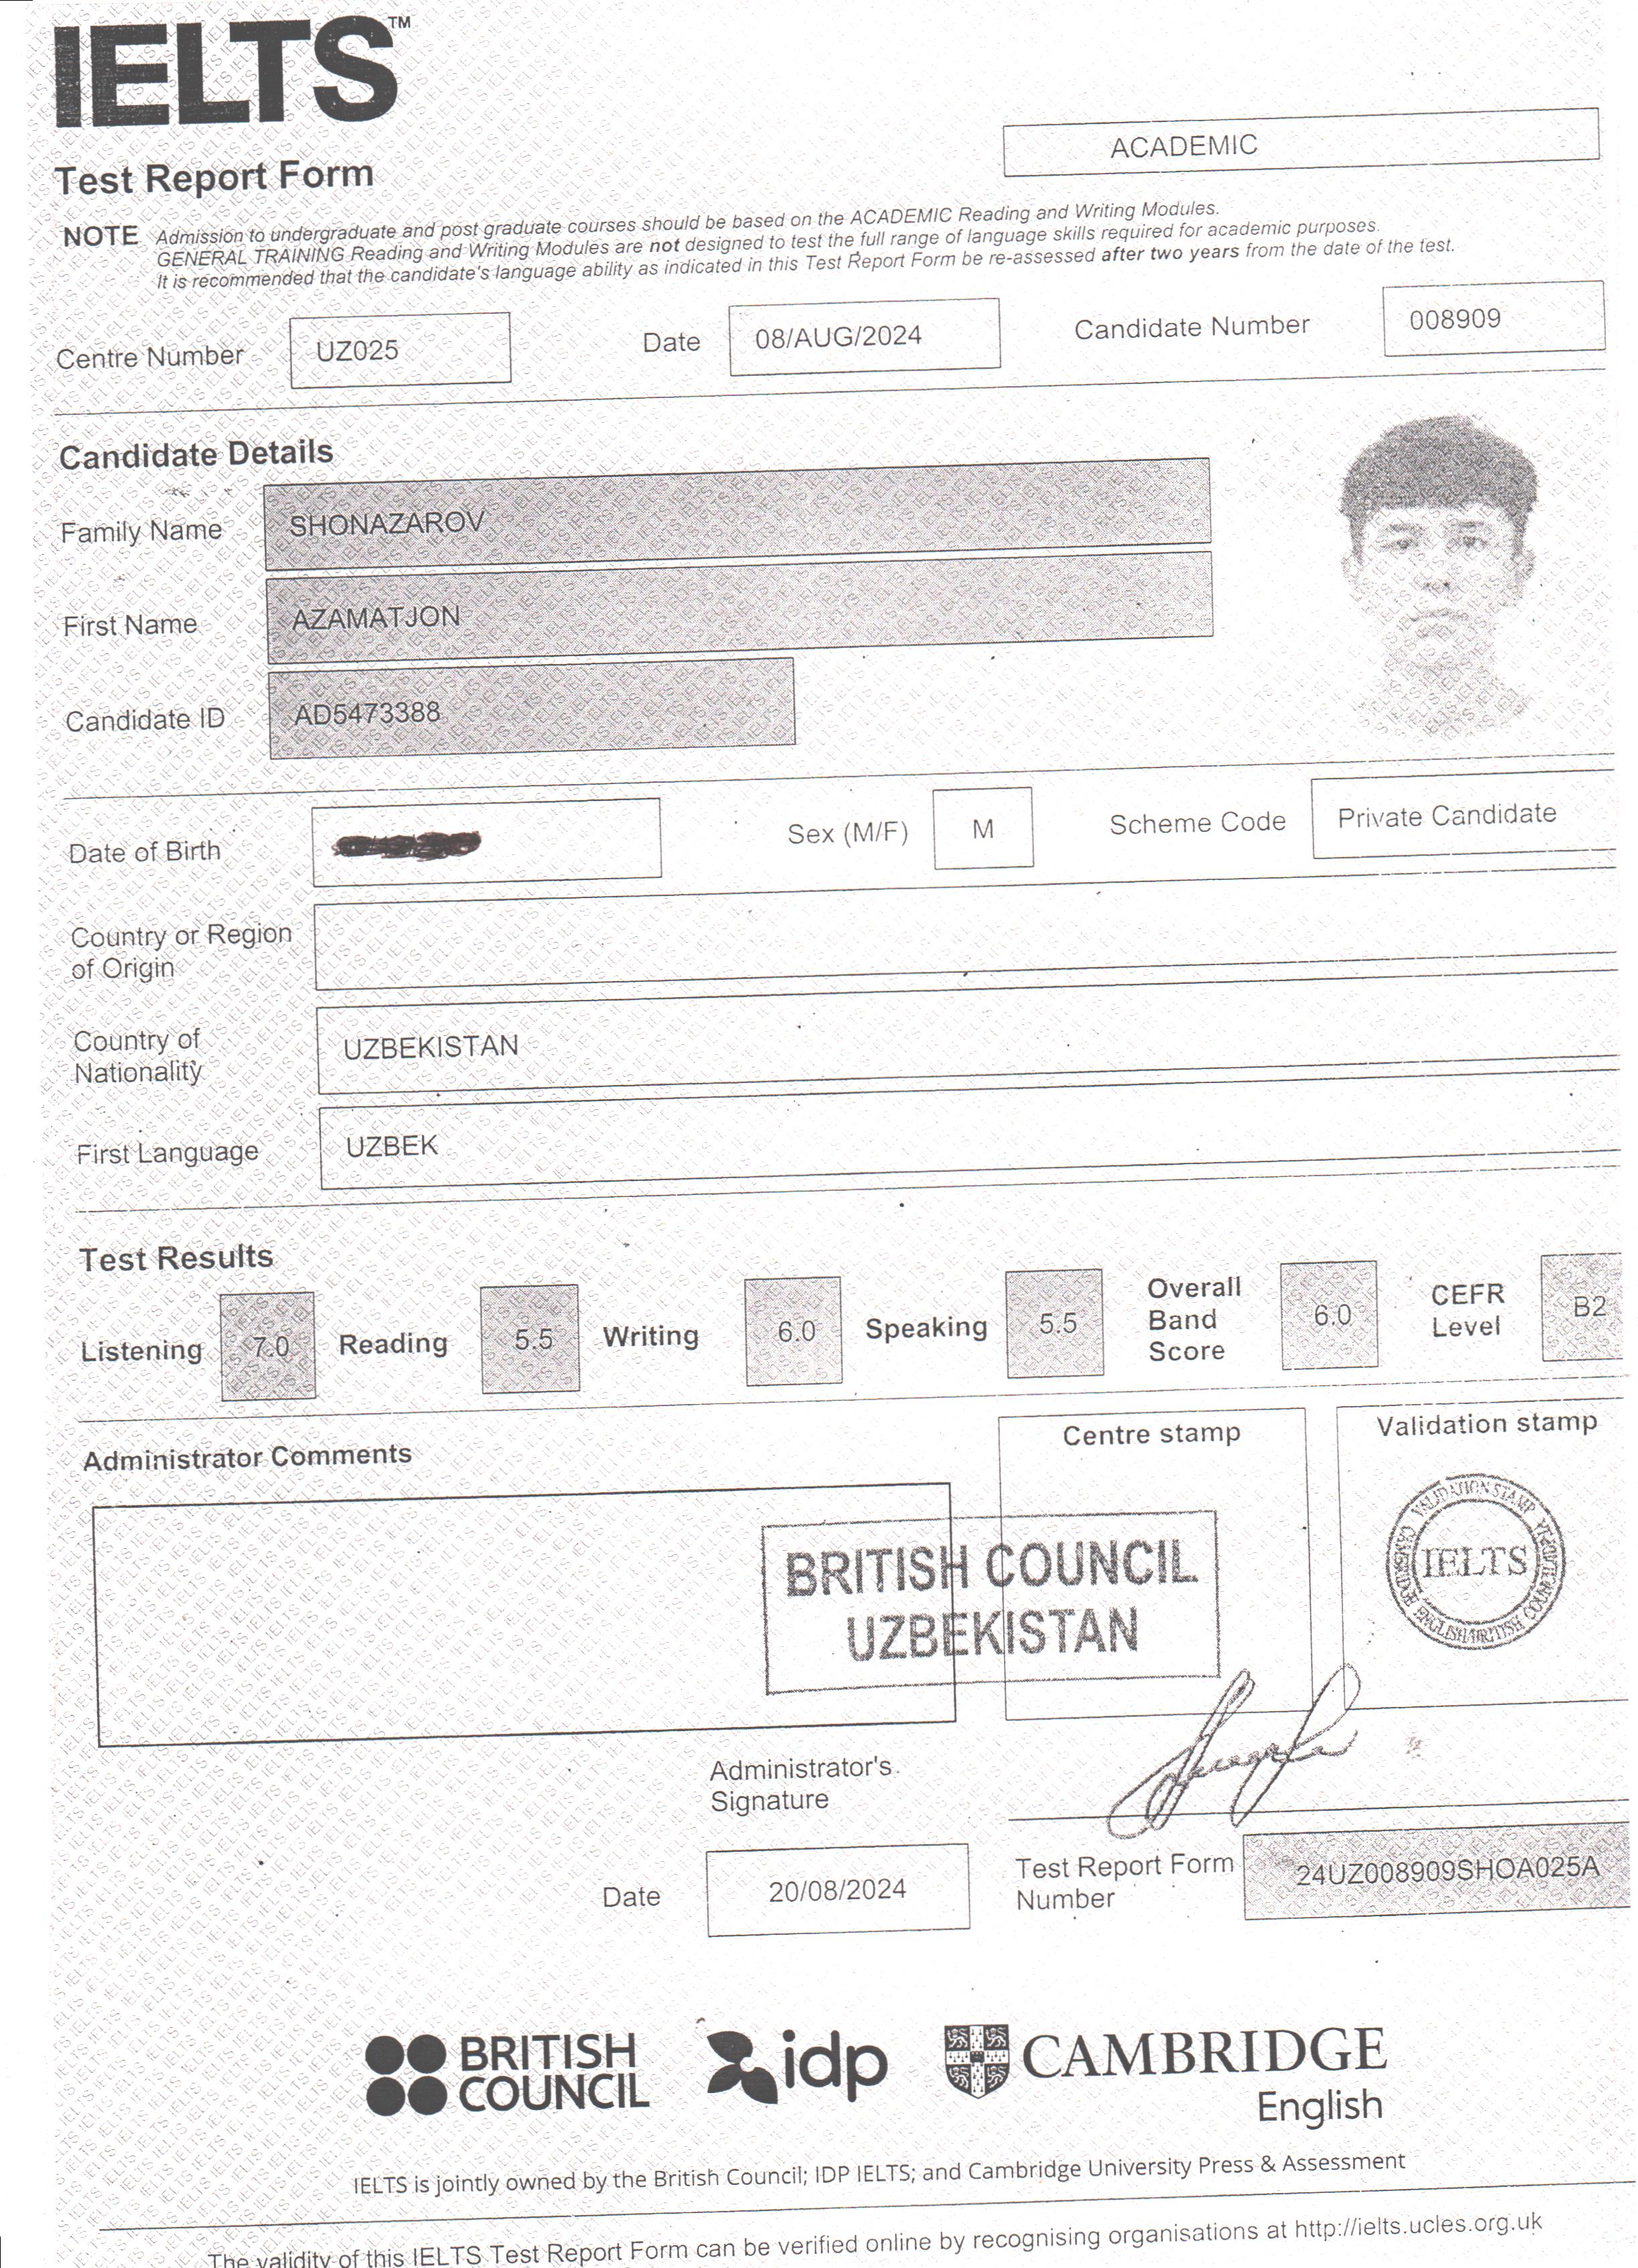 IELTS™
ACADEMIC
Test Report Form
NOTE Admission to undergraduate and post graduate courses should be based on the ACADEMIC Reading and Writing Modules.
GENERAL TRAINING Reading and Writing Modules are not designed to test the full range of language skills required for academic purposes.
It is recommended that the candidate's language ability as indicated in this Test Report Form be re-assessed after two years from the date of the test.
Centre Number UZ025 Date 08/AUG/2024 Candidate Number 008909
Candidate Details
Family Name SHONAZAROV
First Name AZAMATJON
Candidate ID AD5473388
Date of Birth Sex (M/F) M Scheme Code Private Candidate
Country or Region
of Origin
Country of
Nationality UZBEKISTAN
First Language UZBEK
Test Results
Listening 7.0 Reading 5.5 Writing 6.0 Speaking 5.5 Overall Band Score 6.0 CEFR Level B2
Administrator Comments
Centre stamp
Validation stamp
BRITISH COUNCIL
UZBEKISTAN
VALIDATION STAMP
IELTS
Administrator's
Signature
Date 20/08/2024 Test Report Form Number 24UZ008909SHOA025A
BRITISH
COUNCIL
idp
CAMBRIDGE
English
IELTS is jointly owned by the British Council; IDP IELTS; and Cambridge University Press & Assessment
The validity of this IELTS Test Report Form can be verified online by recognising organisations at http://ielts.ucles.org.uk